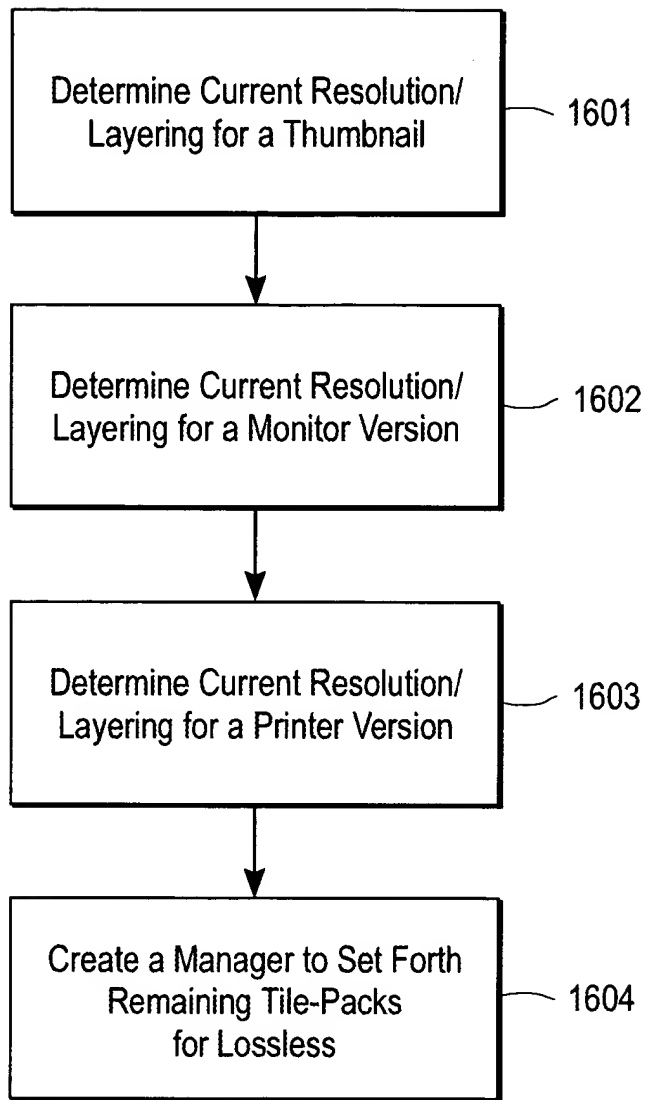 Determine Current Resolution/
Layering for a Thumbnail
1601
Determine Current Resolution/
Layering for a Monitor Version
1602
Determine Current Resolution/
Layering for a Printer Version
1603
Create a Manager to Set Forth
Remaining Tile-Packs
for Lossless
1604